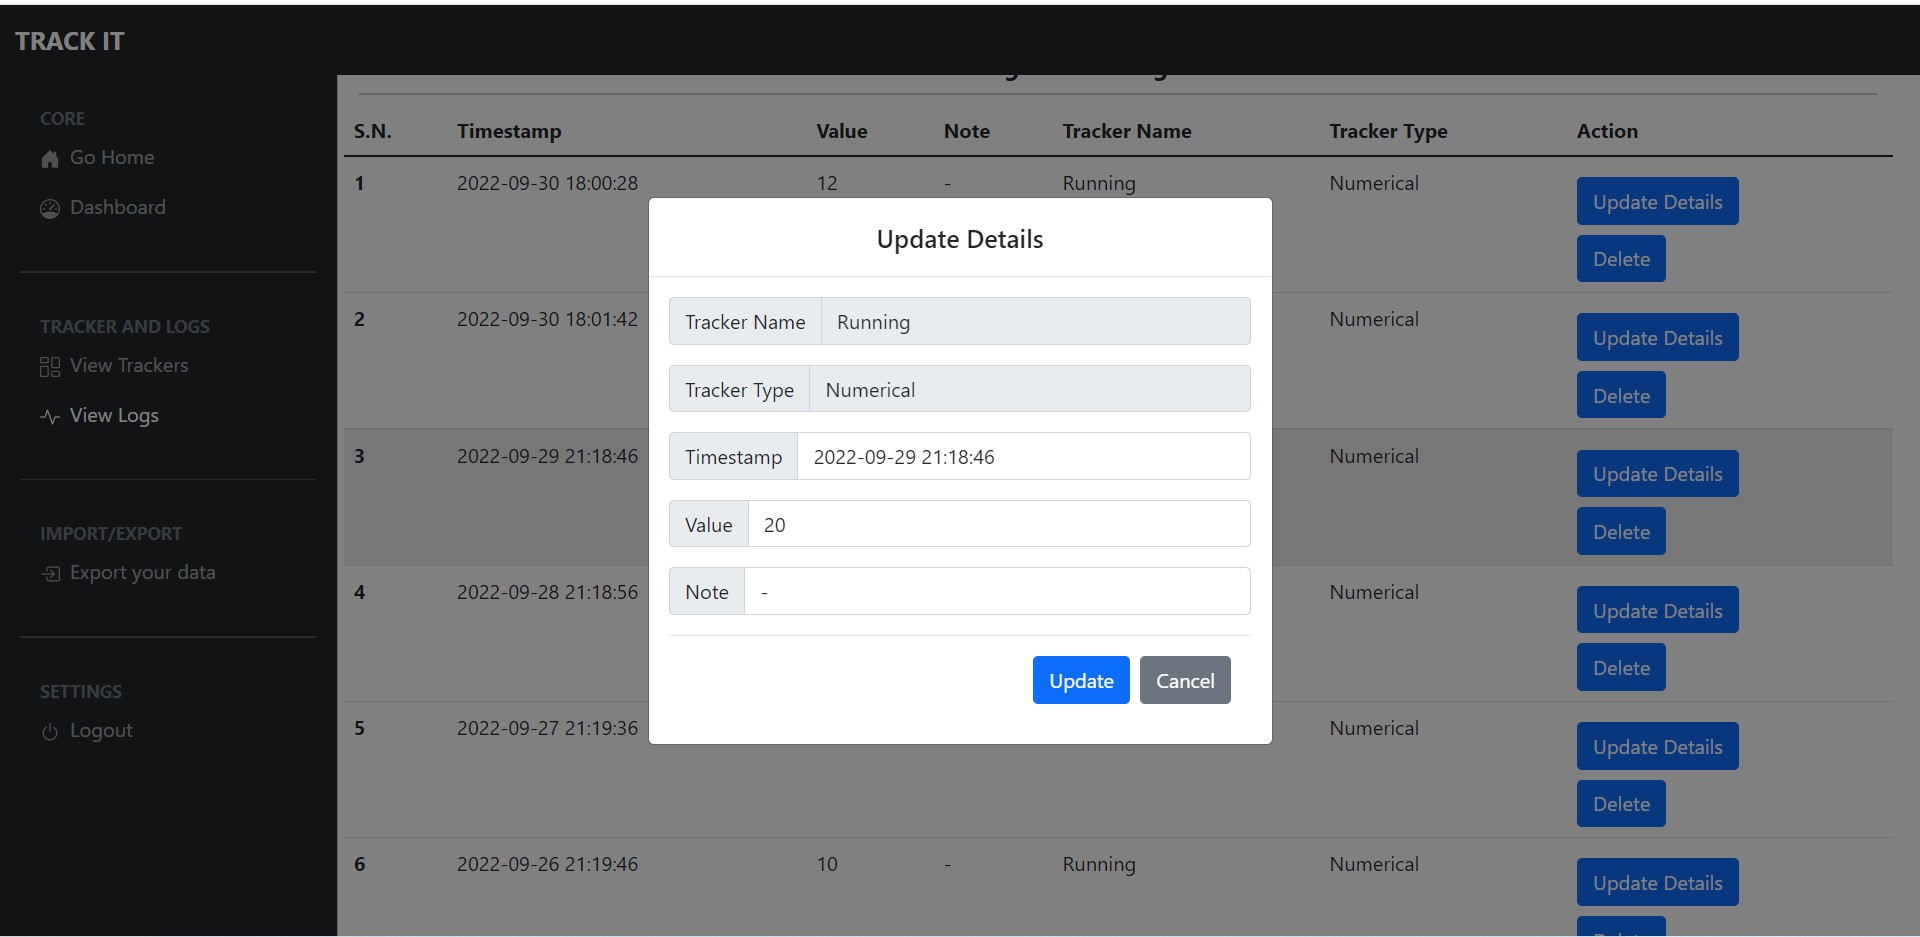 TRACK IT
CORE
Go Home
Dashboard
TRACKER AND LOGS
View Trackers
View Logs
IMPORT/EXPORT
Export your data
SETTINGS
Logout
S.N. Timestamp Value Note Tracker Name Tracker Type Action
1 2022-09-30 18:00:28 12 - Running Numerical Update Details
Delete
2 2022-09-30 18:01:42 Numerical Update Details
Delete
3 2022-09-29 21:18:46 Numerical Update Details
Delete
4 2022-09-28 21:18:56 Numerical Update Details
Delete
5 2022-09-27 21:19:36 Numerical Update Details
Delete
6 2022-09-26 21:19:46 10 - Running Numerical Update Details
Update Details
Tracker Name Running
Tracker Type Numerical
Timestamp 2022-09-29 21:18:46
Value 20
Note -
Update Cancel